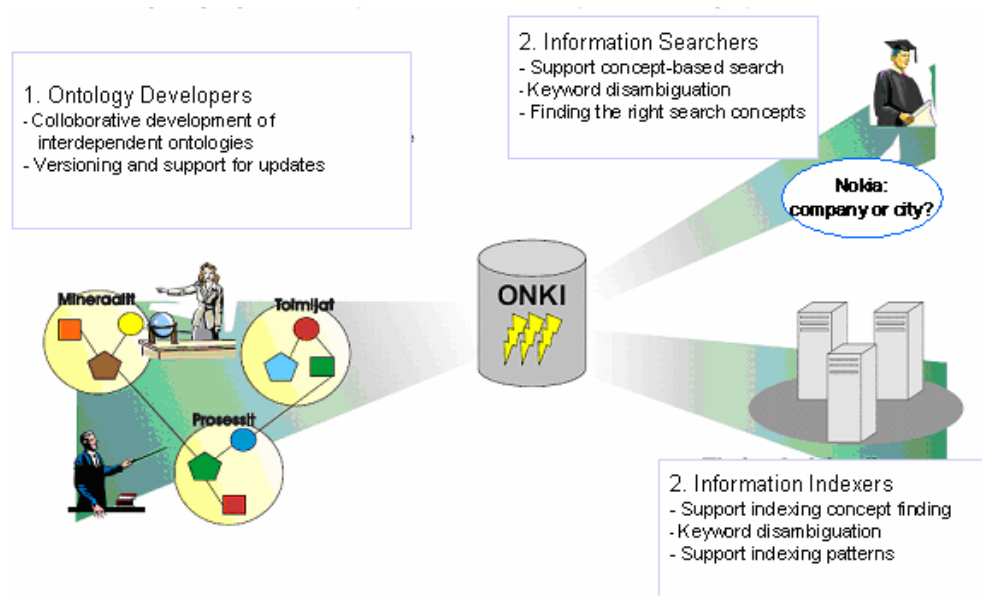 1. Ontology Developers
- Colloborative development of
interdependent ontologies
- Versioning and support for updates
2. Information Searchers
- Support concept-based search
- Keyword disambiguation
- Finding the right search concepts
Nokia:
company or city?
ONKI
Mineraalit
Toimijat
Prosessit
2. Information Indexers
- Support indexing concept finding
- Keyword disambiguation
- Support indexing patterns